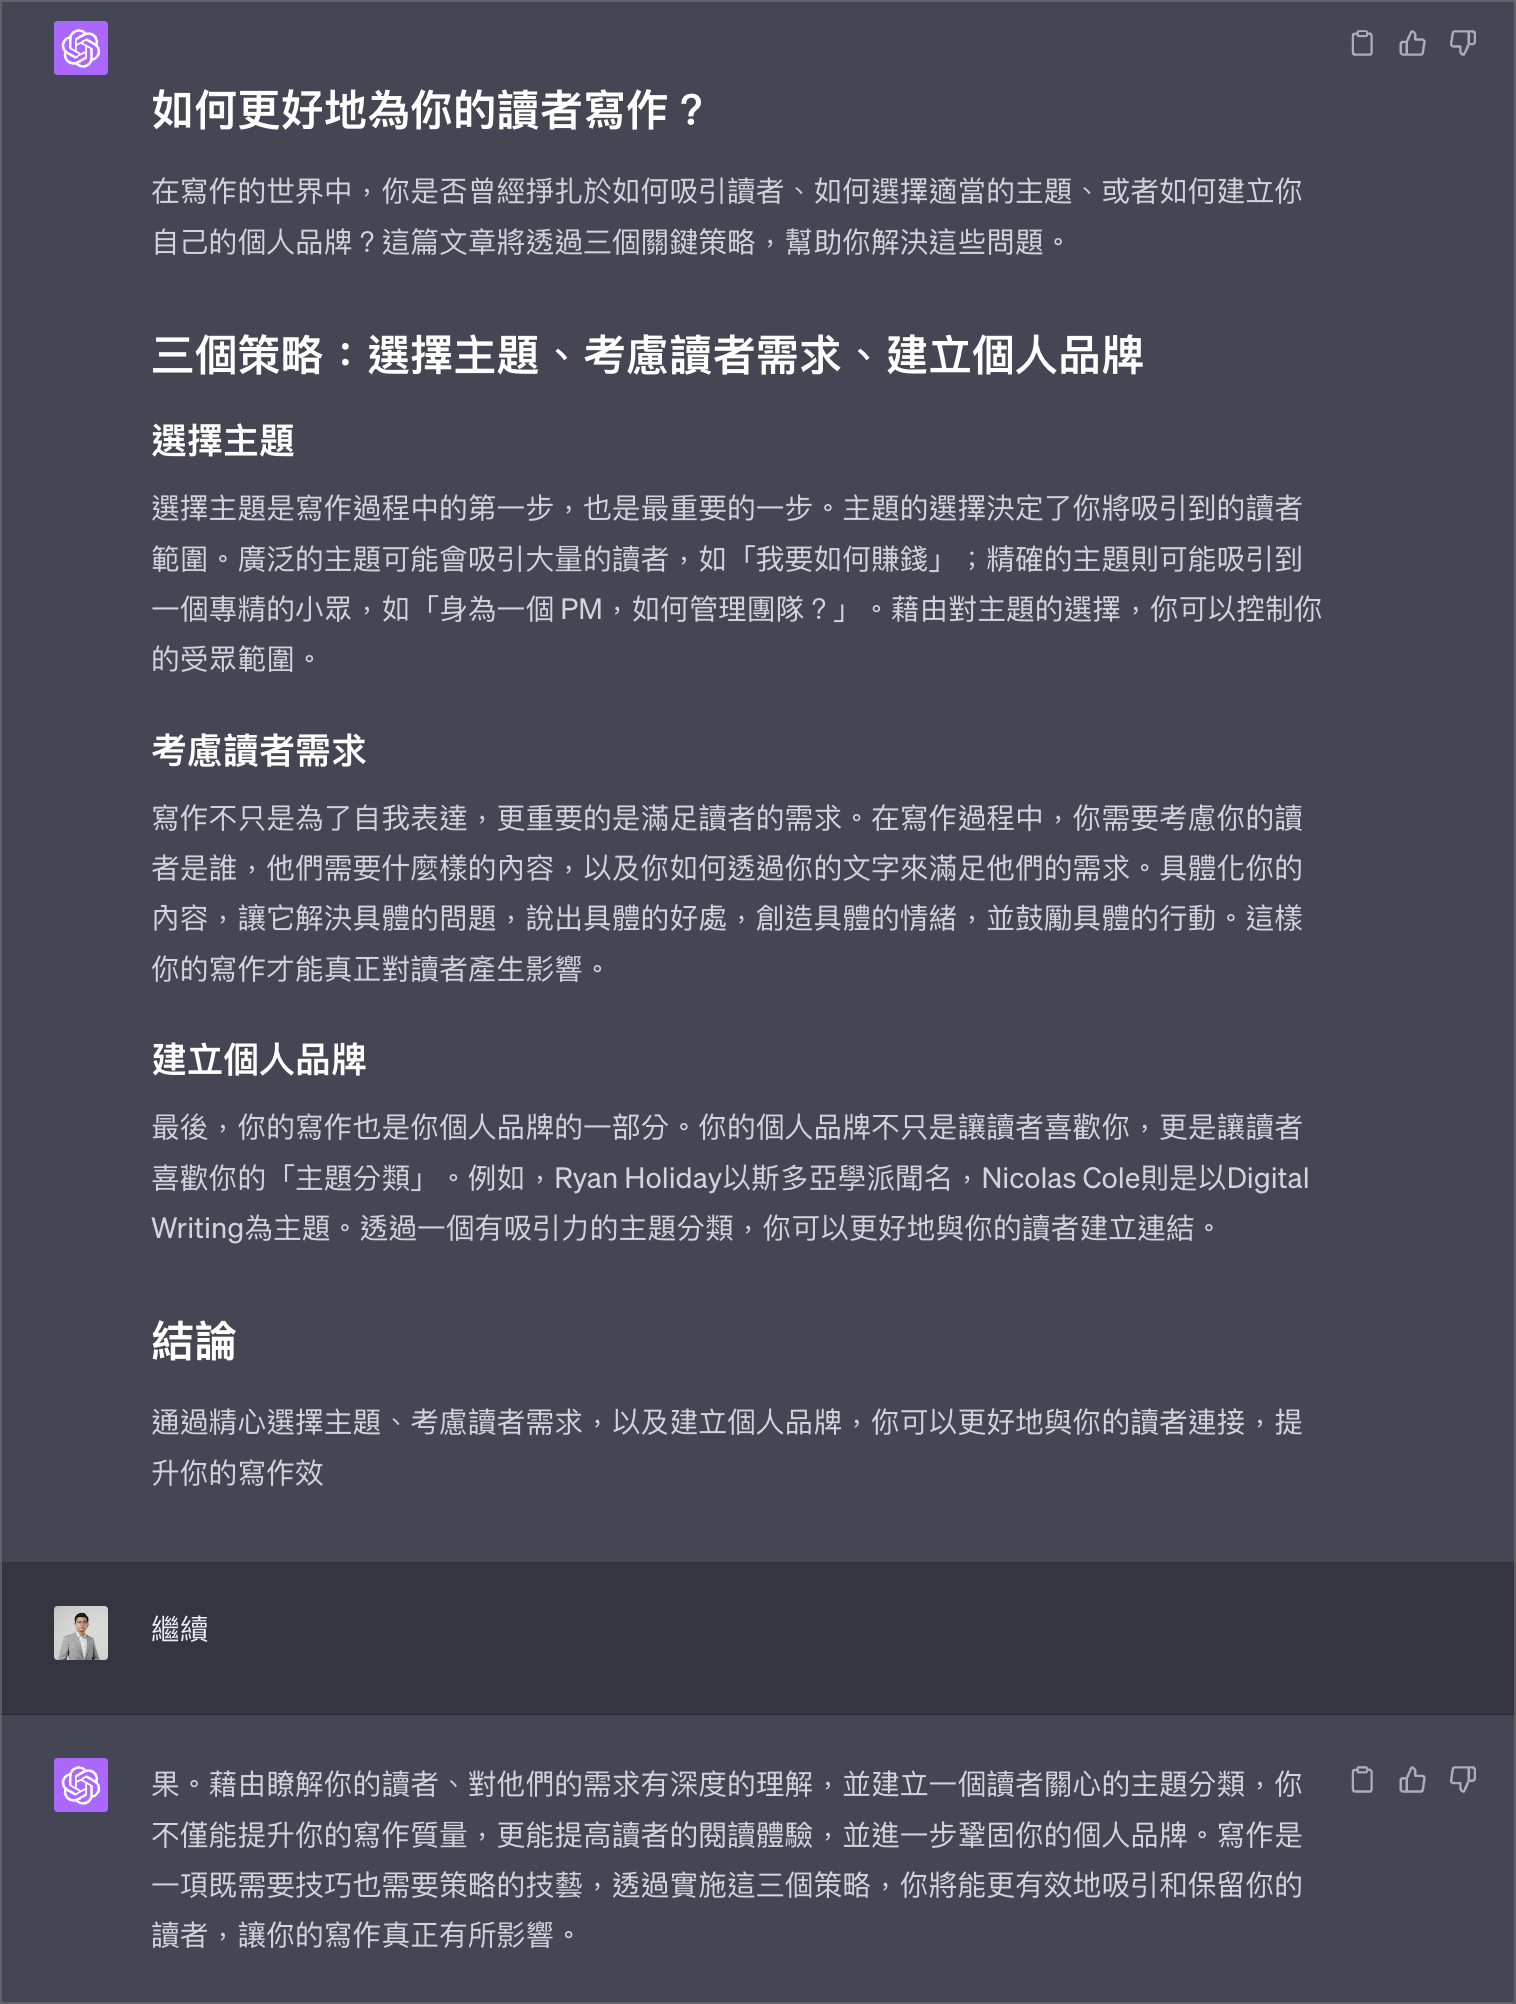 如何更好地為你的讀者寫作？
在寫作的世界中，你是否曾經掙扎於如何吸引讀者、如何選擇適當的主題、或者如何建立你
自己的個人品牌？這篇文章將透過三個關鍵策略，幫助你解決這些問題。
三個策略：選擇主題、考慮讀者需求、建立個人品牌
選擇主題
選擇主題是寫作過程中的第一步，也是最重要的一步。主題的選擇決定了你將吸引到的讀者
範圍。廣泛的主題可能會吸引大量的讀者，如「我要如何賺錢」；精確的主題則可能吸引到
一個專精的小眾，如「身為一個 PM，如何管理團隊？」。藉由對主題的選擇，你可以控制你
的受眾範圍。
考慮讀者需求
寫作不只是為了自我表達，更重要的是滿足讀者的需求。在寫作過程中，你需要考慮你的讀
者是誰，他們需要什麼樣的內容，以及你如何透過你的文字來滿足他們的需求。具體化你的
內容，讓它解決具體的問題，說出具體的好處，創造具體的情緒，並鼓勵具體的行動。這樣
你的寫作才能真正對讀者產生影響。
建立個人品牌
最後，你的寫作也是你個人品牌的一部分。你的個人品牌不只是讓讀者喜歡你，更是讓讀者
喜歡你的「主題分類」。例如，Ryan Holiday以斯多亞學派聞名，Nicolas Cole則是以Digital
Writing為主題。透過一個有吸引力的主題分類，你可以更好地與你的讀者建立連結。
結論
通過精心選擇主題、考慮讀者需求，以及建立個人品牌，你可以更好地與你的讀者連接，提
升你的寫作效
繼續
果。藉由瞭解你的讀者、對他們的需求有深度的理解，並建立一個讀者關心的主題分類，你
不僅能提升你的寫作質量，更能提高讀者的閱讀體驗，並進一步鞏固你的個人品牌。寫作是
一項既需要技巧也需要策略的技藝，透過實施這三個策略，你將能更有效地吸引和保留你的
讀者，讓你的寫作真正有所影響。